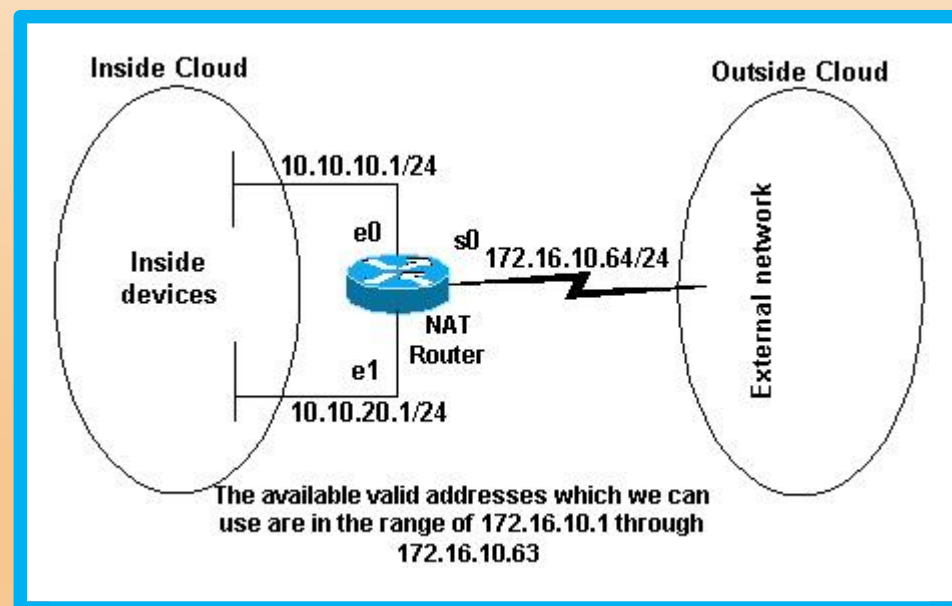 Inside Cloud
Outside Cloud
10.10.10.1/24
e0
s0
172.16.10.64/24
Inside
devices
NAT
Router
External network
e1
10.10.20.1/24
The available valid addresses which we can
use are in the range of 172.16.10.1 through
172.16.10.63